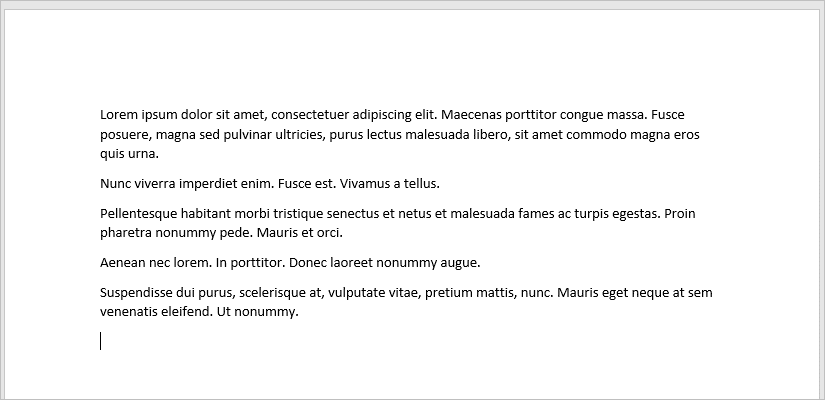 Lorem ipsum dolor sit amet, consectetuer adipiscing elit. Maecenas porttitor congue massa. Fusce
posuere, magna sed pulvinar ultricies, purus lectus malesuada libero, sit amet commodo magna eros
quis urna.
Nunc viverra imperdiet enim. Fusce est. Vivamus a tellus.
Pellentesque habitant morbi tristique senectus et netus et malesuada fames ac turpis egestas. Proin
pharetra nonummy pede. Mauris et orci.
Aenean nec lorem. In porttitor. Donec laoreet nonummy augue.
Suspendisse dui purus, scelerisque at, vulputate vitae, pretium mattis, nunc. Mauris eget neque at sem
venenatis eleifend. Ut nonummy.